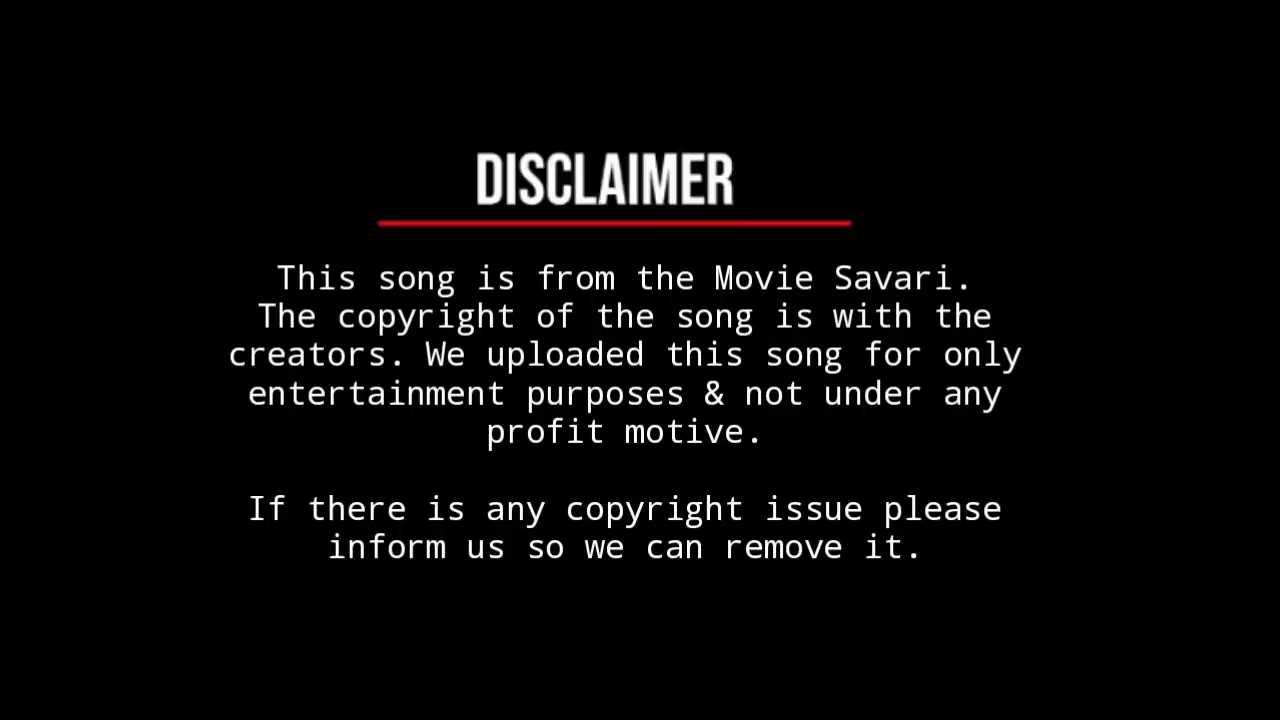 DISCLAIMER
This song is from the Movie Savari.
The copyright of the song is with the
creators. We uploaded this song for only
entertainment purposes & not under any
profit motive.
If there is any copyright issue please
inform us so we can remove it.